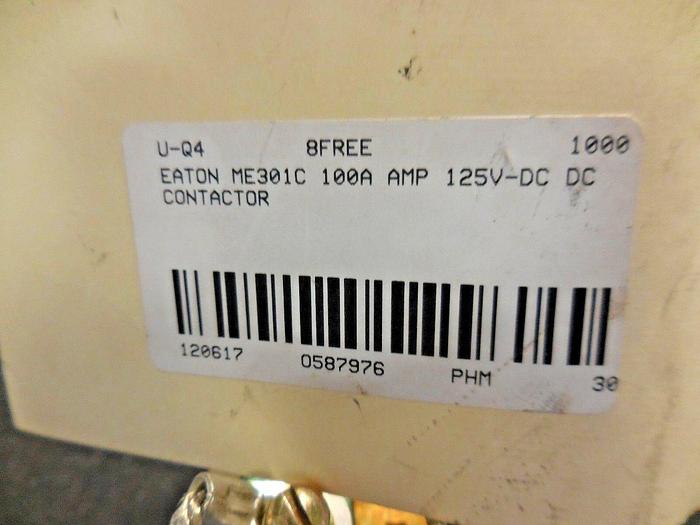 U-Q4 8FREE 1000
EATON ME301C 100A AMP 125V-DC DC
CONTACTOR
120617 0587976 PHM 30